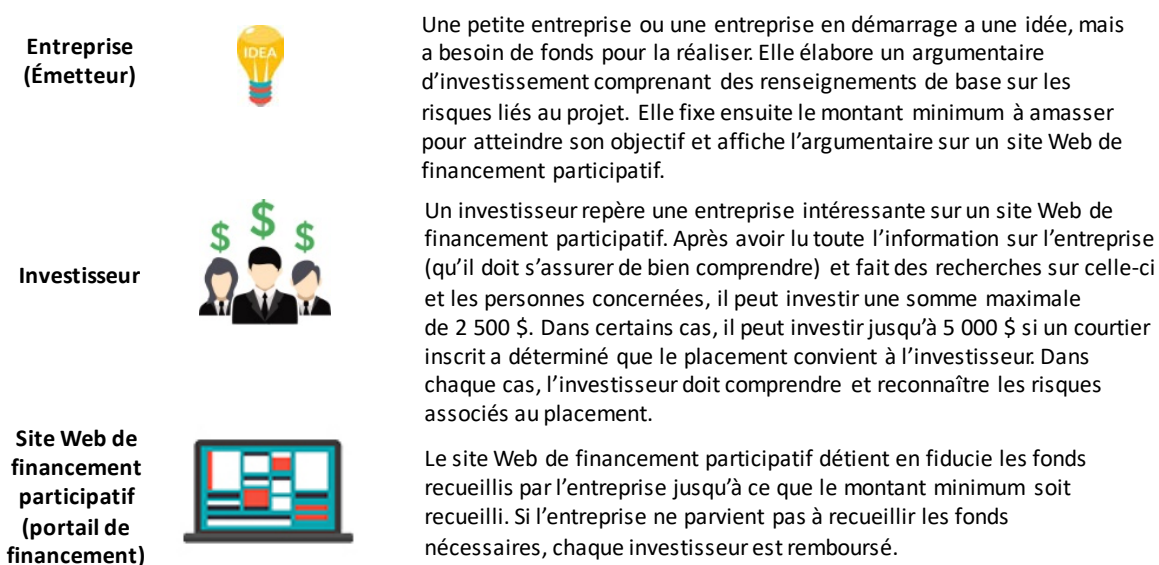 Entreprise
(Émetteur)
IDEA
Une petite entreprise ou une entreprise en démarrage a une idée, mais
a besoin de fonds pour la réaliser. Elle élabore un argumentaire
d’investissement comprenant des renseignements de base sur les
risques liés au projet. Elle fixe ensuite le montant minimum à amasser
pour atteindre son objectif et affiche l’argumentaire sur un site Web de
financement participatif.
Investisseur
$ $ $
Un investisseur repère une entreprise intéressante sur un site Web de
financement participatif. Après avoir lu toute l’information sur l’entreprise
(qu’il doit s’assurer de bien comprendre) et fait des recherches sur celle-ci
et les personnes concernées, il peut investir une somme maximale
de 2 500 $. Dans certains cas, il peut investir jusqu’à 5 000 $ si un courtier
inscrit a déterminé que le placement convient à l’investisseur. Dans
chaque cas, l’investisseur doit comprendre et reconnaître les risques
associés au placement.
Site Web de
financement
participatif
(portail de
financement)
Le site Web de financement participatif détient en fiducie les fonds
recueillis par l’entreprise jusqu’à ce que le montant minimum soit
recueilli. Si l’entreprise ne parvient pas à recueillir les fonds
nécessaires, chaque investisseur est remboursé.